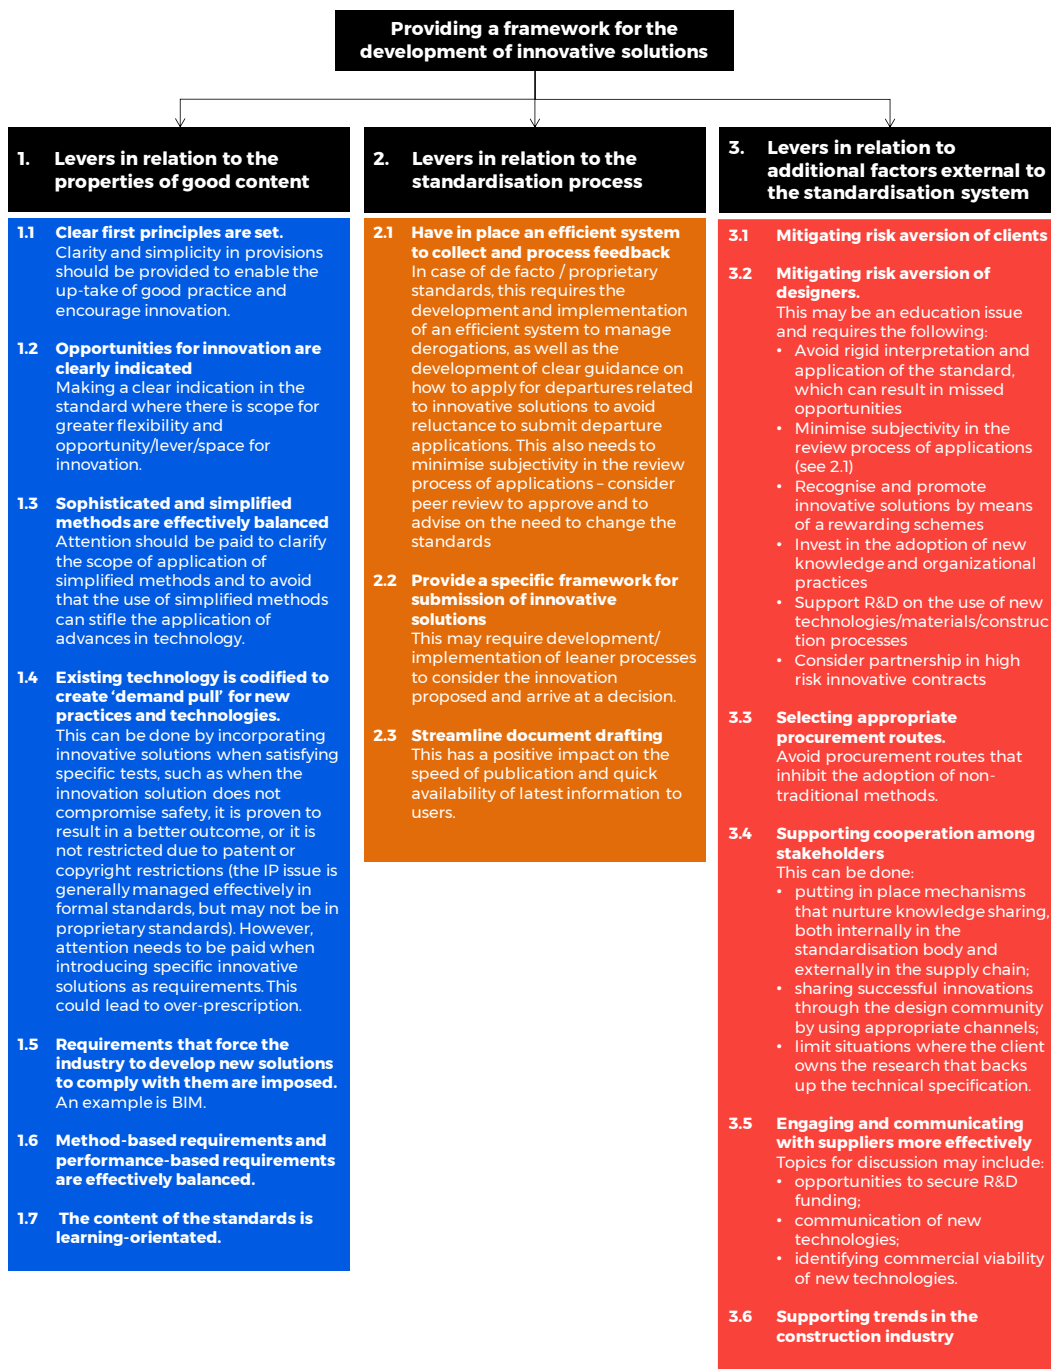 Providing a framework for the
development of innovative solutions
1. Levers in relation to the
properties of good content
1.1 Clear first principles are set.
Clarity and simplicity in provisions
should be provided to enable the
up-take of good practice and
encourage innovation.
1.2 Opportunities for innovation are
clearly indicated
Making a clear indication in the
standard where there is scope for
greater flexibility and
opportunity/lever/space for
innovation.
1.3 Sophisticated and simplified
methods are effectively balanced
Attention should be paid to clarify
the scope of application of
simplified methods and to avoid
that the use of simplified methods
can stifle the application of
advances in technology.
1.4 Existing technology is codified to
create ‘demand pull’ for new
practices and technologies.
This can be done by incorporating
innovative solutions when satisfying
specific tests, such as when the
innovation solution does not
compromise safety, it is proven to
result in a better outcome, or it is
not restricted due to patent or
copyright restrictions (the IP issue is
generally managed effectively in
formal standards, but may not be in
proprietary standards). However,
attention needs to be paid when
introducing specific innovative
solutions as requirements. This
could lead to over-prescription.
1.5 Requirements that force the
industry to develop new solutions
to comply with them are imposed.
An example is BIM.
1.6 Method-based requirements and
performance-based requirements
are effectively balanced.
1.7 The content of the standards is
learning-orientated.
2. Levers in relation to the
standardisation process
2.1 Have in place an efficient system
to collect and process feedback
In case of de facto / proprietary
standards, this requires the
development and implementation
of an efficient system to manage
derogations, as well as the
development of clear guidance on
how to apply for departures related
to innovative solutions to avoid
reluctance to submit departure
applications. This also needs to
minimise subjectivity in the review
process of applications – consider
peer review to approve and to
advise on the need to change the
standards
2.2 Provide a specific framework for
submission of innovative
solutions
This may require development/
implementation of leaner processes
to consider the innovation
proposed and arrive at a decision.
2.3 Streamline document drafting
This has a positive impact on the
speed of publication and quick
availability of latest information to
users.
3. Levers in relation to
additional factors external to
the standardisation system
3.1 Mitigating risk aversion of clients
3.2 Mitigating risk aversion of
designers.
This may be an education issue
and requires the following:
• Avoid rigid interpretation and
application of the standard,
which can result in missed
opportunities
• Minimise subjectivity in the
review process of applications
(see 2.1)
• Recognise and promote
innovative solutions by means
of a rewarding schemes
• Invest in the adoption of new
knowledge and organizational
practices
• Support R&D on the use of new
technologies/materials/construc
tion processes
• Consider partnership in high
risk innovative contracts
3.3 Selecting appropriate
procurement routes.
Avoid procurement routes that
inhibit the adoption of non-
traditional methods.
3.4 Supporting cooperation among
stakeholders
This can be done:
• putting in place mechanisms
that nurture knowledge sharing,
both internally in the
standardisation body and
externally in the supply chain;
• sharing successful innovations
through the design community
by using appropriate channels;
• limit situations where the client
owns the research that backs
up the technical specification.
3.5 Engaging and communicating
with suppliers more effectively
Topics for discussion may include:
• opportunities to secure R&D
funding;
• communication of new
technologies;
• identifying commercial viability
of new technologies.
3.6 Supporting trends in the
construction industry